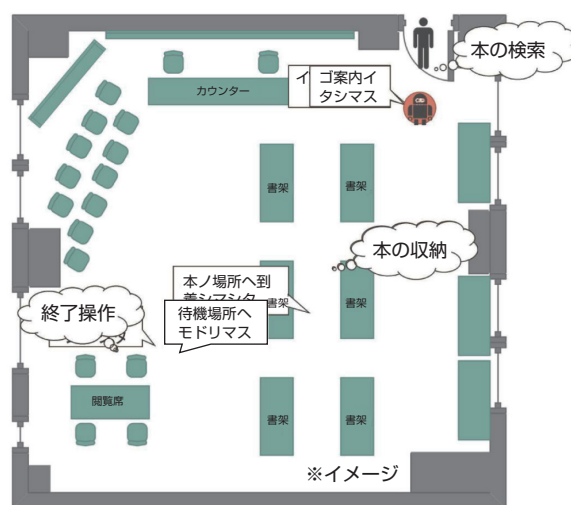 本の検索
イ
ゴ案内イ
タシマス
カウンター
書架
書架
本の収納
本ノ場所へ到
着シマシタ
待機場所へ
モドリマス
書架
書架
終了操作
閲覧席
書架
書架
※イメージ